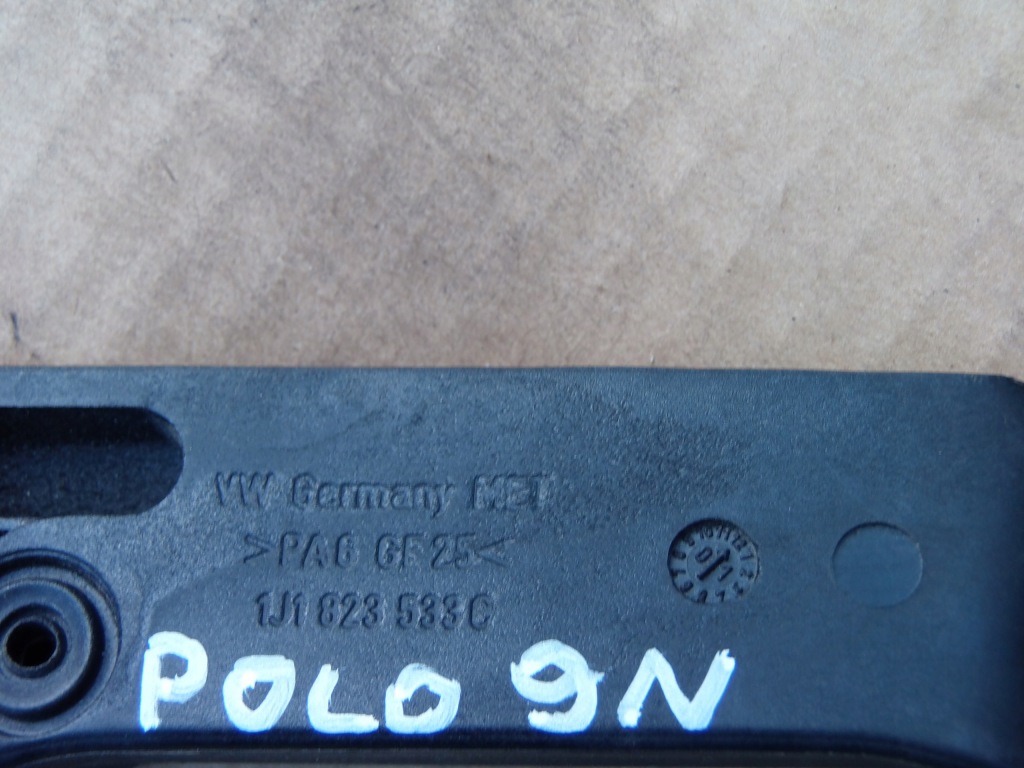 VW Germany MET
>PA6 GF25<
1J1 823 533C
POLO 9N